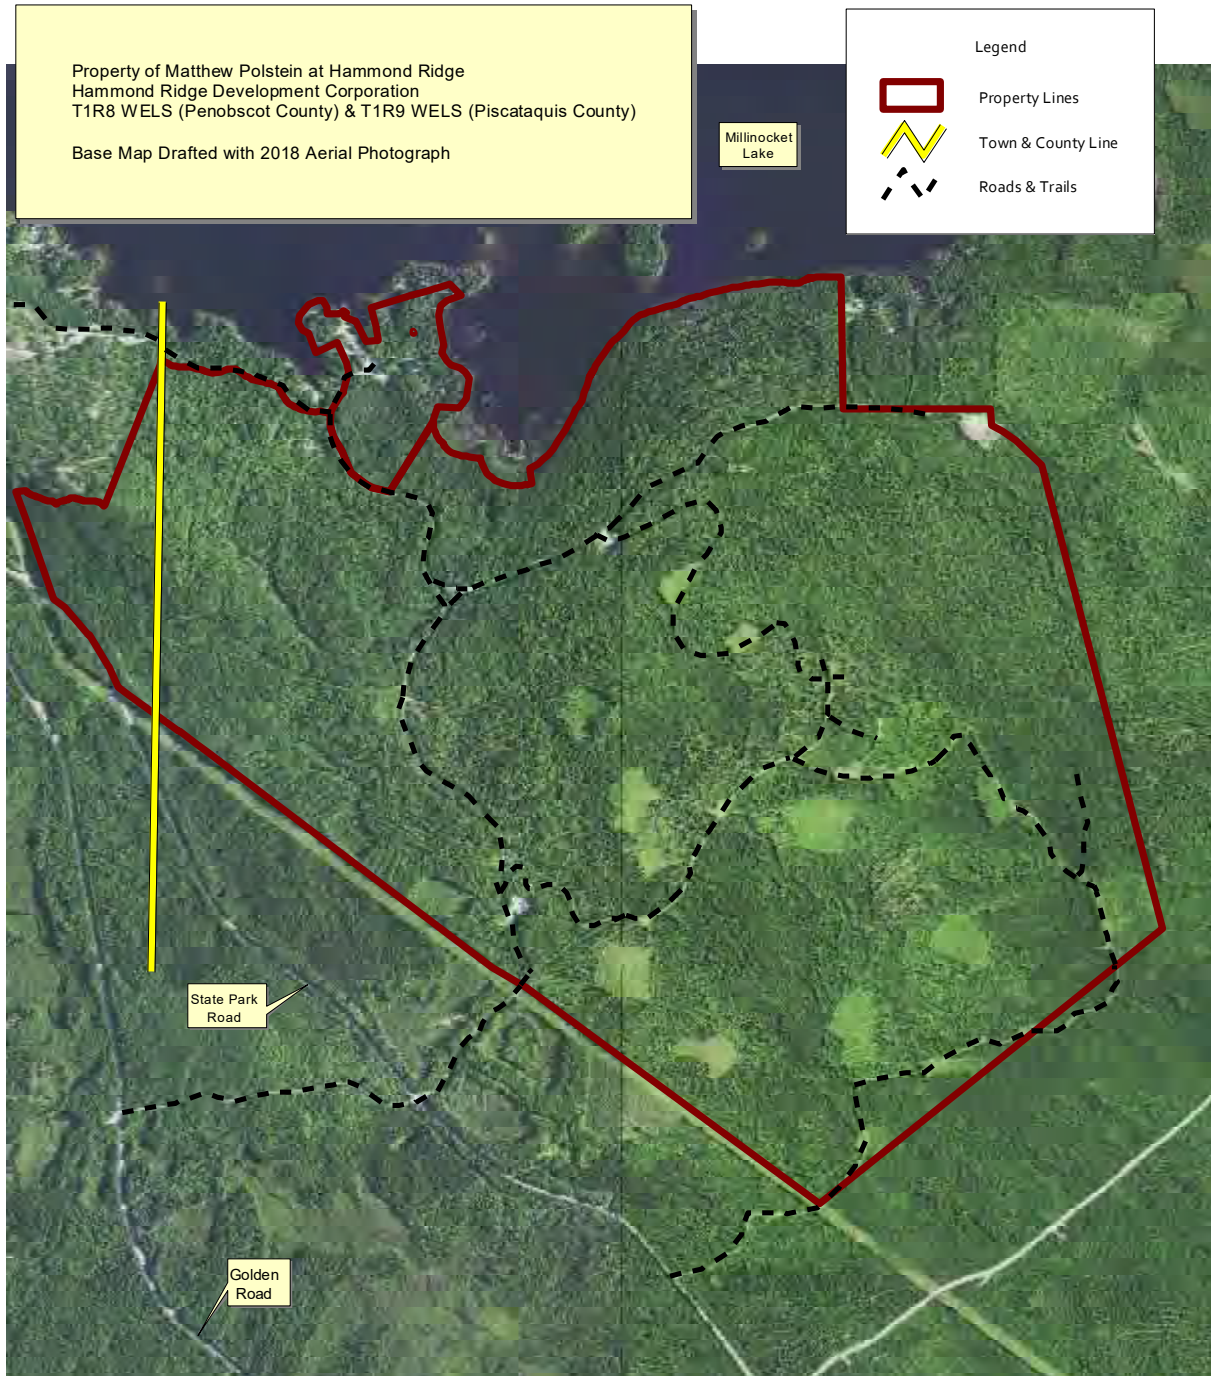 Property of Matthew Polstein at Hammond Ridge
Hammond Ridge Development Corporation
T1R8 WELS (Penobscot County) & T1R9 WELS (Piscataquis County)
Base Map Drafted with 2018 Aerial Photograph
Legend
Property Lines
Town & County Line
Roads & Trails
Millinocket
Lake
State Park
Road
Golden
Road